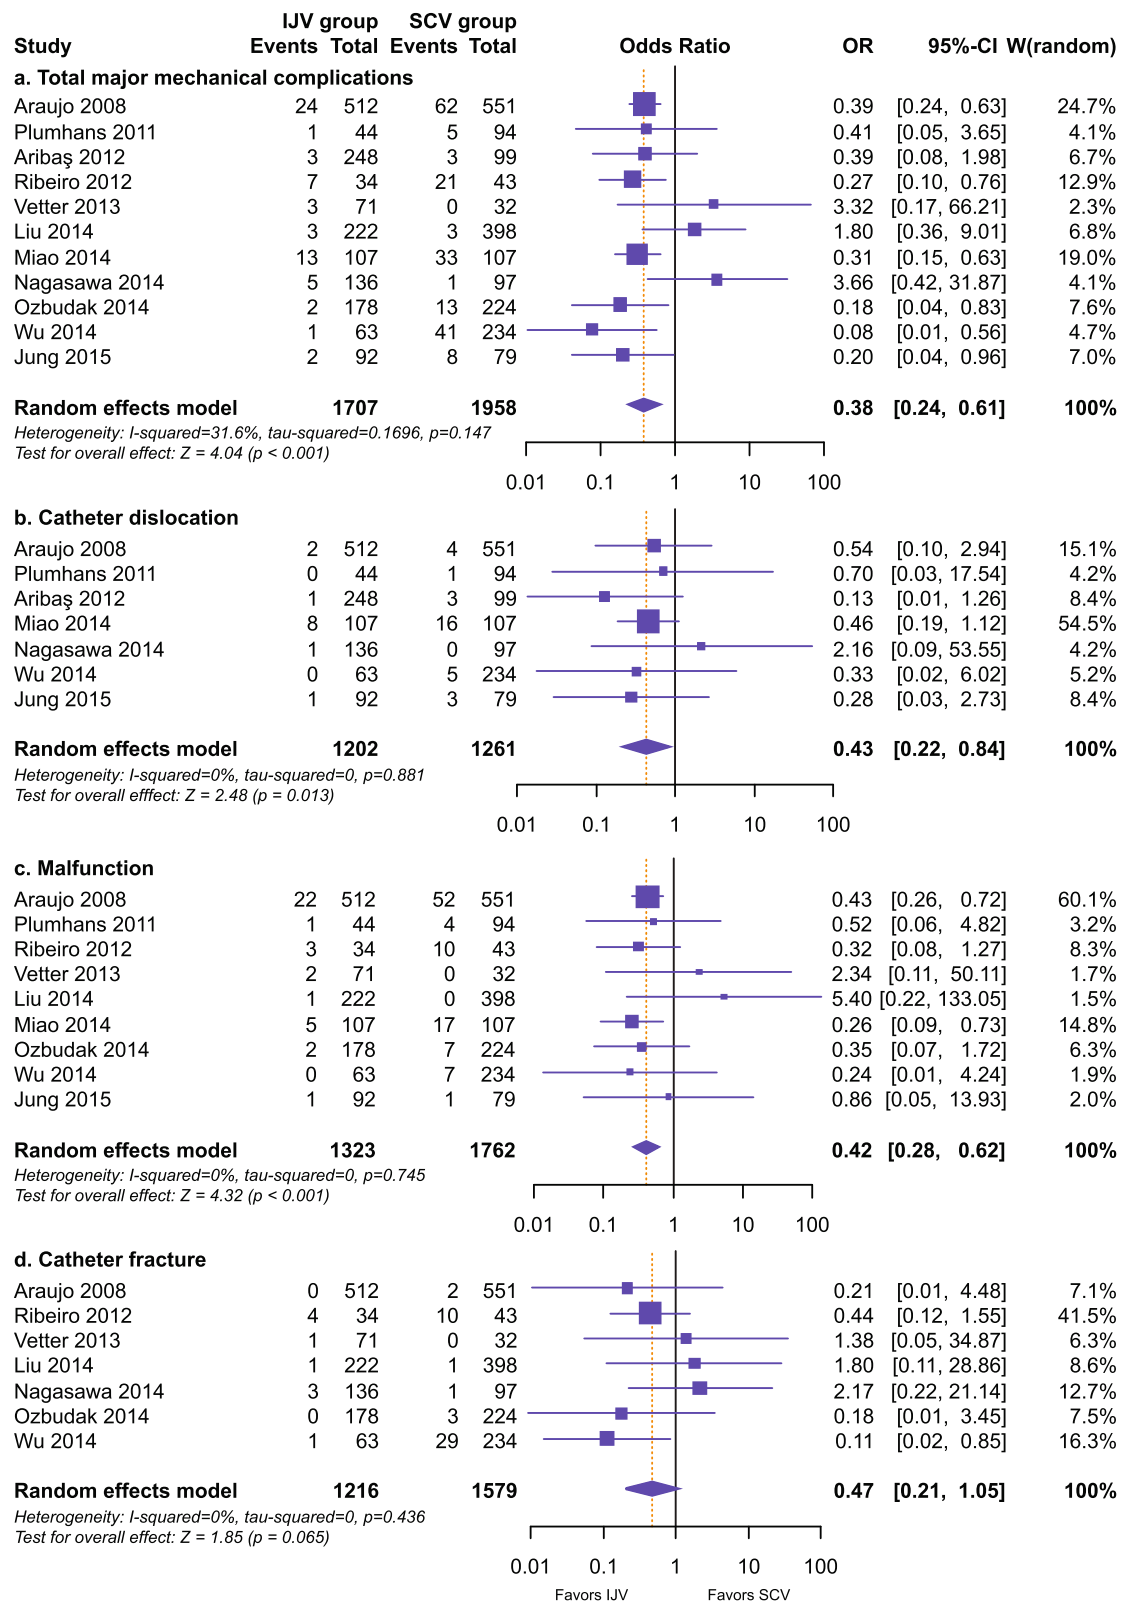 IJV group SCV group
Study Events Total Events Total Odds Ratio OR 95%-CI W(random)
a. Total major mechanical complications
Araujo 2008 24 512 62 551 0.39 [0.24, 0.63] 24.7%
Plumhans 2011 1 44 5 94 0.41 [0.05, 3.65] 4.1%
Aribaş 2012 3 248 3 99 0.39 [0.08, 1.98] 6.7%
Ribeiro 2012 7 34 21 43 0.27 [0.10, 0.76] 12.9%
Vetter 2013 3 71 0 32 3.32 [0.17, 66.21] 2.3%
Liu 2014 3 222 3 398 1.80 [0.36, 9.01] 6.8%
Miao 2014 13 107 33 107 0.31 [0.15, 0.63] 19.0%
Nagasawa 2014 5 136 1 97 3.66 [0.42, 31.87] 4.1%
Ozbudak 2014 2 178 13 224 0.18 [0.04, 0.83] 7.6%
Wu 2014 1 63 41 234 0.08 [0.01, 0.56] 4.7%
Jung 2015 2 92 8 79 0.20 [0.04, 0.96] 7.0%
Random effects model 1707 1958 0.38 [0.24, 0.61] 100%
Heterogeneity: I-squared=31.6%, tau-squared=0.1696, p=0.147
Test for overall effect: Z = 4.04 (p < 0.001)
0.01 0.1 1 10 100
b. Catheter dislocation
Araujo 2008 2 512 4 551 0.54 [0.10, 2.94] 15.1%
Plumhans 2011 0 44 1 94 0.70 [0.03, 17.54] 4.2%
Aribaş 2012 1 248 3 99 0.13 [0.01, 1.26] 8.4%
Miao 2014 8 107 16 107 0.46 [0.19, 1.12] 54.5%
Nagasawa 2014 1 136 0 97 2.16 [0.09, 53.55] 4.2%
Wu 2014 0 63 5 234 0.33 [0.02, 6.02] 5.2%
Jung 2015 1 92 3 79 0.28 [0.03, 2.73] 8.4%
Random effects model 1202 1261 0.43 [0.22, 0.84] 100%
Heterogeneity: I-squared=0%, tau-squared=0, p=0.881
Test for overall efffect: Z = 2.48 (p = 0.013)
0.01 0.1 1 10 100
c. Malfunction
Araujo 2008 22 512 52 551 0.43 [0.26, 0.72] 60.1%
Plumhans 2011 1 44 4 94 0.52 [0.06, 4.82] 3.2%
Ribeiro 2012 3 34 10 43 0.32 [0.08, 1.27] 8.3%
Vetter 2013 2 71 0 32 2.34 [0.11, 50.11] 1.7%
Liu 2014 1 222 0 398 5.40 [0.22, 133.05] 1.5%
Miao 2014 5 107 17 107 0.26 [0.09, 0.73] 14.8%
Ozbudak 2014 2 178 7 224 0.35 [0.07, 1.72] 6.3%
Wu 2014 0 63 7 234 0.24 [0.01, 4.24] 1.9%
Jung 2015 1 92 1 79 0.86 [0.05, 13.93] 2.0%
Random effects model 1323 1762 0.42 [0.28, 0.62] 100%
Heterogeneity: I-squared=0%, tau-squared=0, p=0.745
Test for overall effect: Z = 4.32 (p < 0.001)
0.01 0.1 1 10 100
d. Catheter fracture
Araujo 2008 0 512 2 551 0.21 [0.01, 4.48] 7.1%
Ribeiro 2012 4 34 10 43 0.44 [0.12, 1.55] 41.5%
Vetter 2013 1 71 0 32 1.38 [0.05, 34.87] 6.3%
Liu 2014 1 222 1 398 1.80 [0.11, 28.86] 8.6%
Nagasawa 2014 3 136 1 97 2.17 [0.22, 21.14] 12.7%
Ozbudak 2014 0 178 3 224 0.18 [0.01, 3.45] 7.5%
Wu 2014 1 63 29 234 0.11 [0.02, 0.85] 16.3%
Random effects model 1216 1579 0.47 [0.21, 1.05] 100%
Heterogeneity: I-squared=0%, tau-squared=0, p=0.436
Test for overall effect: Z = 1.85 (p = 0.065)
0.01 0.1 1 10 100
Favors IJV Favors SCV